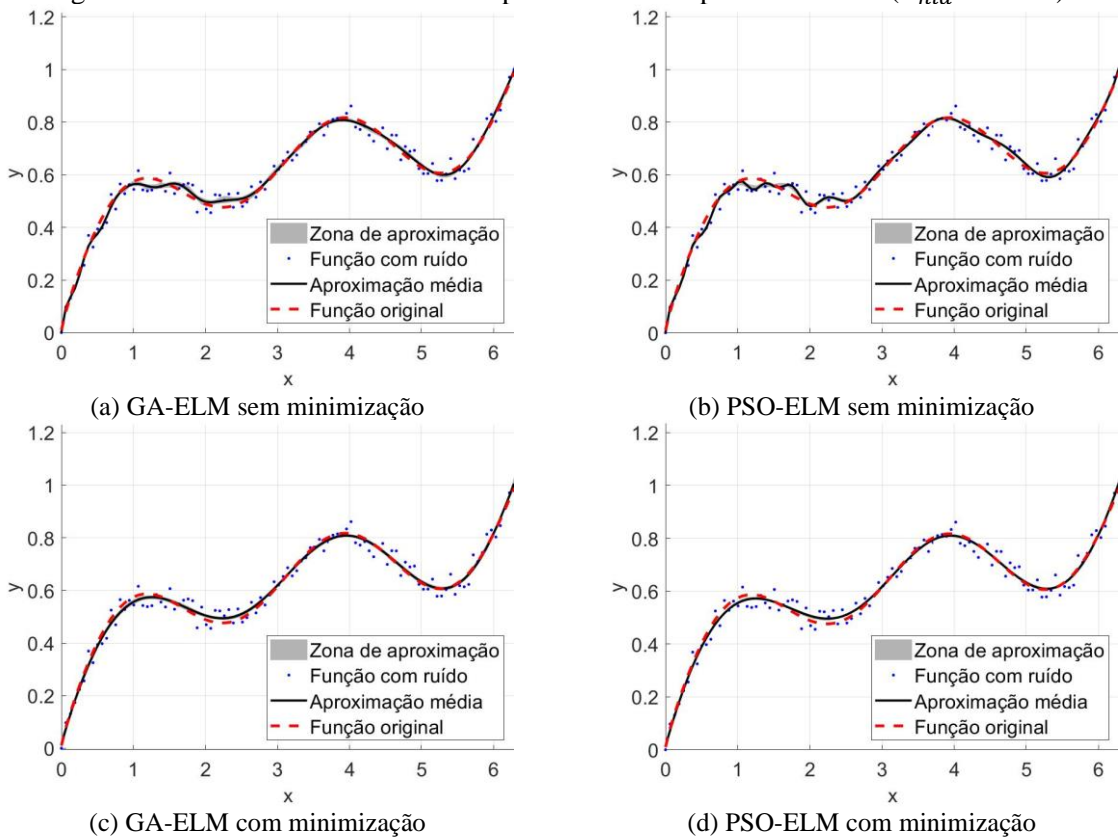 1.2
1
0.8
0.6
0.4
0.2
0
y
0 1 2 3 4 5 6
x
Zona de aproximação
Função com ruído
Aproximação média
Função original
(a) GA-ELM sem minimização
1.2
1
0.8
0.6
0.4
0.2
0
y
0 1 2 3 4 5 6
x
Zona de aproximação
Função com ruído
Aproximação média
Função original
(b) PSO-ELM sem minimização
1.2
1
0.8
0.6
0.4
0.2
0
y
0 1 2 3 4 5 6
x
Zona de aproximação
Função com ruído
Aproximação média
Função original
(c) GA-ELM com minimização
1.2
1
0.8
0.6
0.4
0.2
0
y
0 1 2 3 4 5 6
x
Zona de aproximação
Função com ruído
Aproximação média
Função original
(d) PSO-ELM com minimização